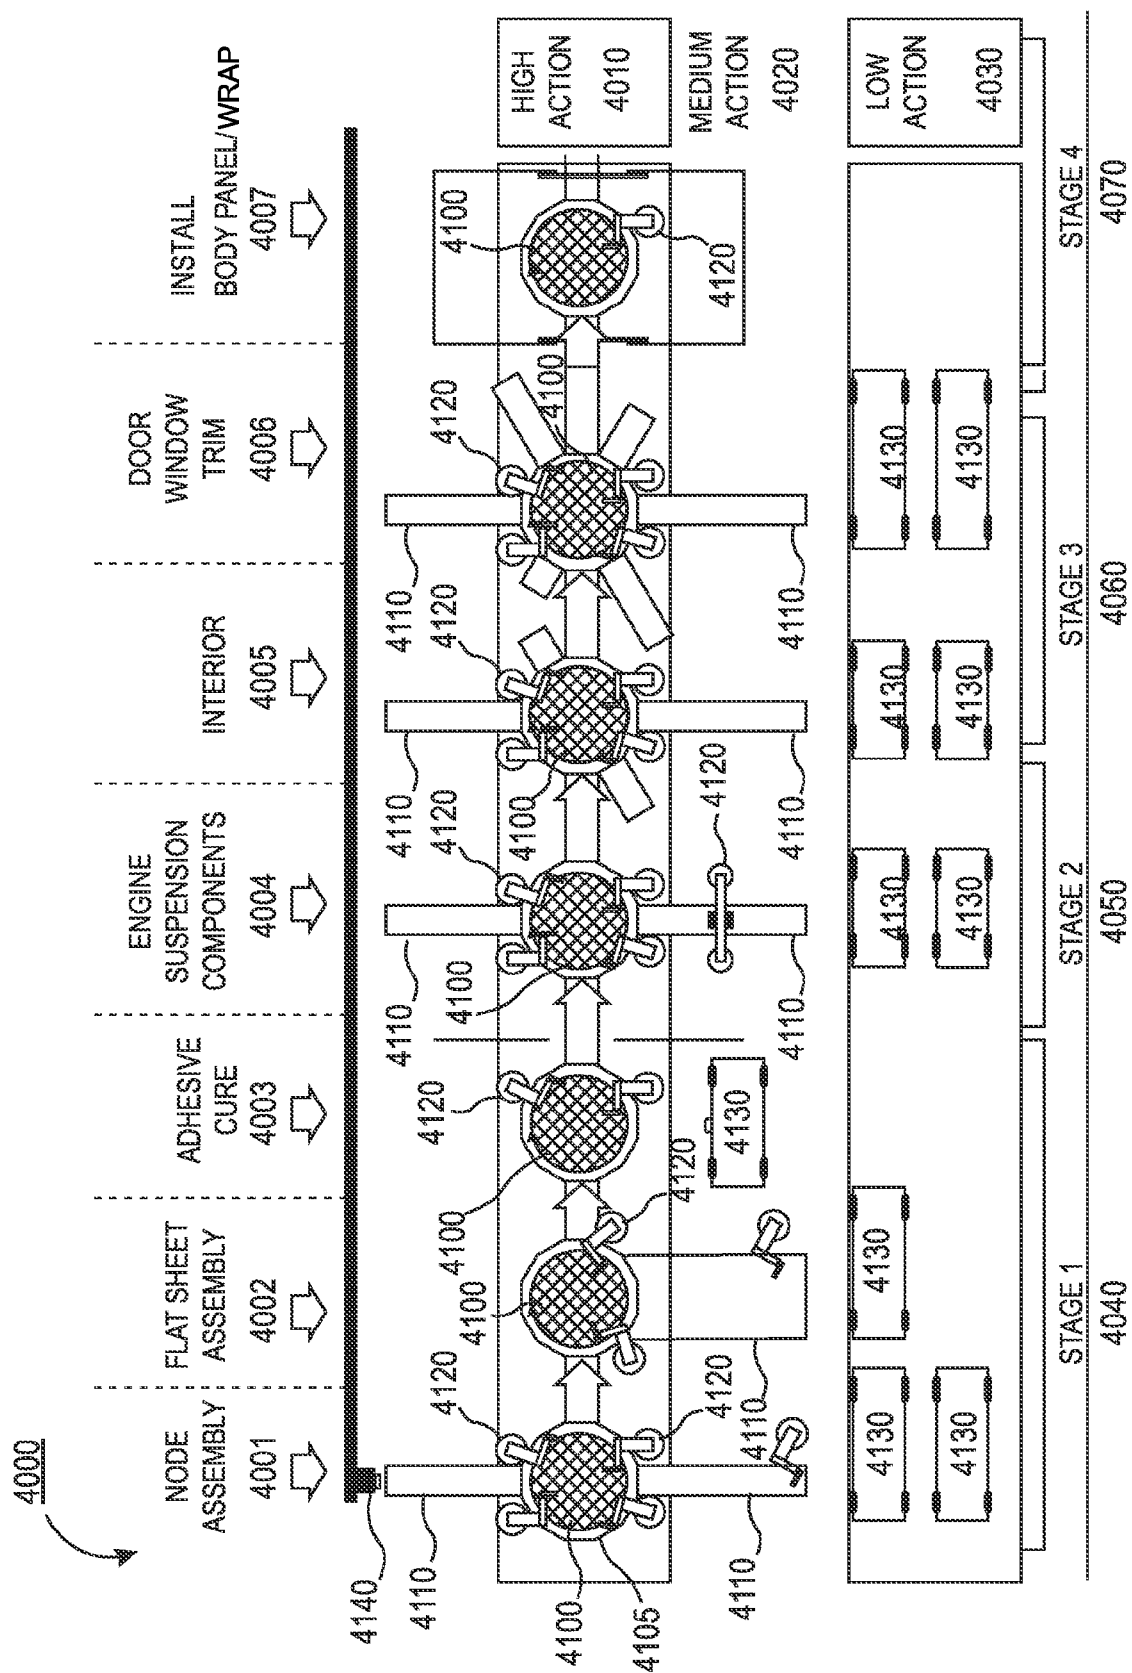 4000
NODE
ASSEMBLY
4001
FLAT SHEET
ASSEMBLY
4002
ADHESIVE
CURE
4003
ENGINE
SUSPENSION
COMPONENTS
4004
INTERIOR
4005
DOOR
WINDOW
TRIM
4006
INSTALL
BODY PANEL/WRAP
4007
4140
4110
4110
4110
4110
4120
4120
4120
4120
4120
4100
4100
4100
4100
4100
4100
4100
4105
HIGH
ACTION
4010
4120
4120
4120
4120
MEDIUM
ACTION
4020
4110
4110
4130
4110
4110
4110
4130
4130
4130
4130
4130
4130
4130
4130
4130
LOW
ACTION
4030
STAGE 1
4040
STAGE 2
4050
STAGE 3
4060
STAGE 4
4070